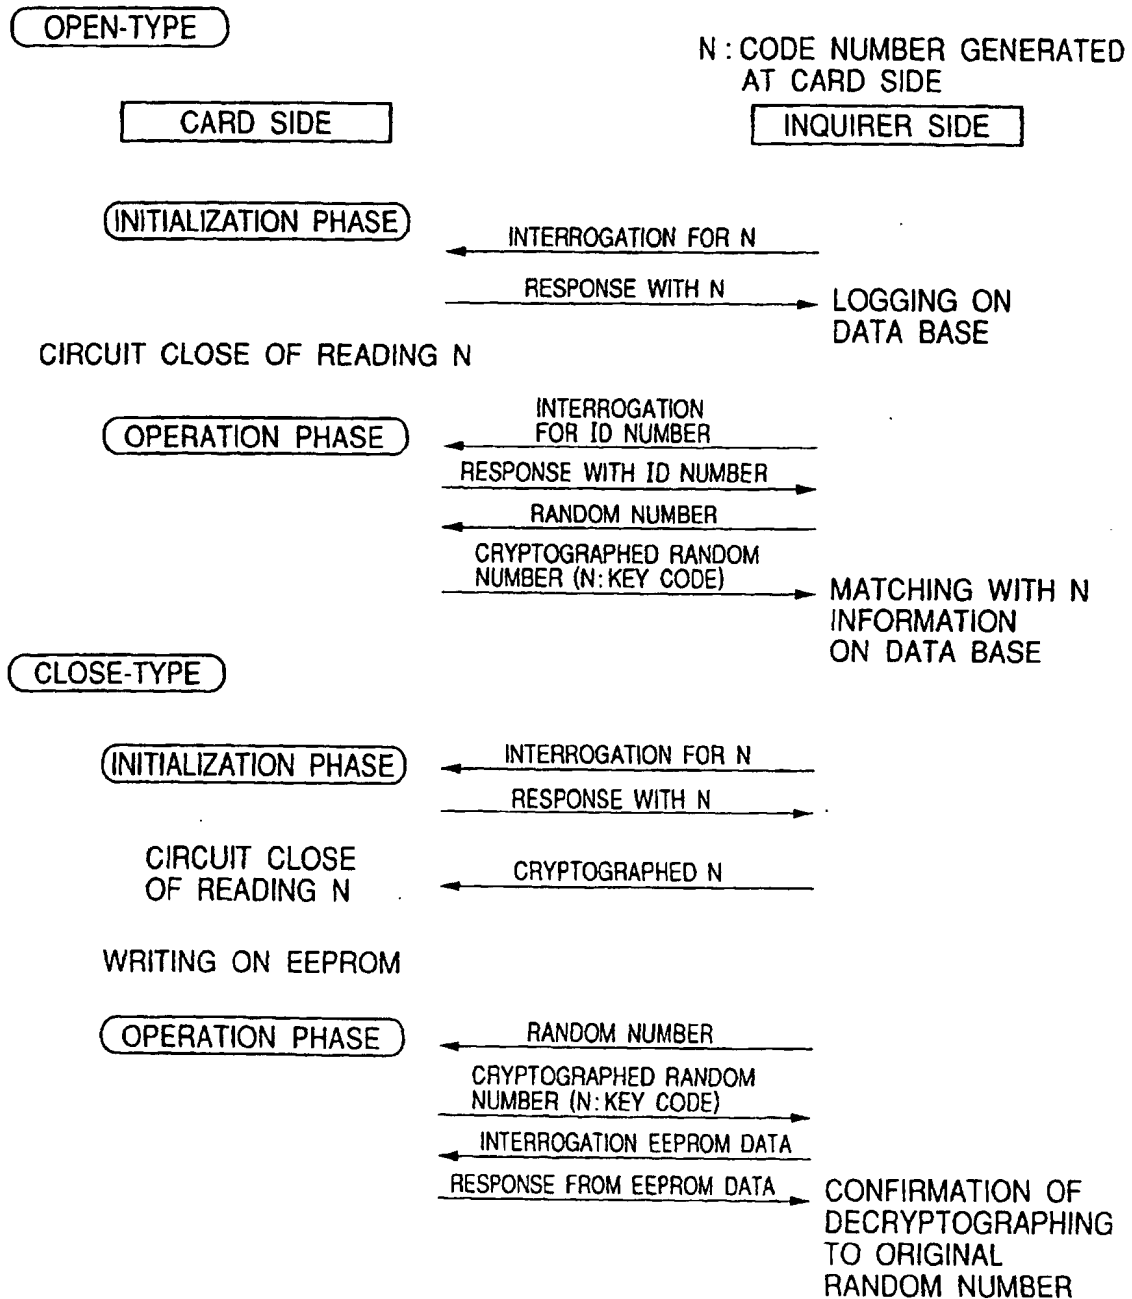 OPEN-TYPE
N : CODE NUMBER GENERATED
AT CARD SIDE
CARD SIDE
INQUIRER SIDE
INITIALIZATION PHASE
INTERROGATION FOR N
RESPONSE WITH N
LOGGING ON
DATA BASE
CIRCUIT CLOSE OF READING N
OPERATION PHASE
INTERROGATION
FOR ID NUMBER
RESPONSE WITH ID NUMBER
RANDOM NUMBER
CRYPTOGRAPHED RANDOM
NUMBER (N: KEY CODE)
MATCHING WITH N
INFORMATION
ON DATA BASE
CLOSE-TYPE
INITIALIZATION PHASE
INTERROGATION FOR N
RESPONSE WITH N
CIRCUIT CLOSE
OF READING N
CRYPTOGRAPHED N
WRITING ON EEPROM
OPERATION PHASE
RANDOM NUMBER
CRYPTOGRAPHED RANDOM
NUMBER (N: KEY CODE)
INTERROGATION EEPROM DATA
RESPONSE FROM EEPROM DATA
CONFIRMATION OF
DECRYPTOGRAPHING
TO ORIGINAL
RANDOM NUMBER